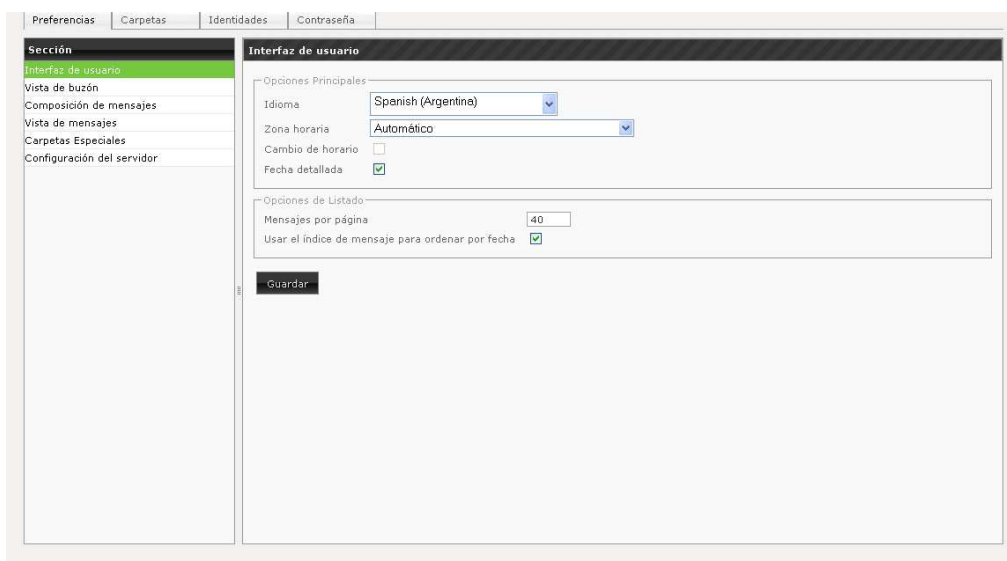 Preferencias Carpetas Identidades Contraseña
Sección
Interfaz de usuario
Vista de buzón
Composición de mensajes
Vista de mensajes
Carpetas Especiales
Configuración del servidor
Interfaz de usuario
Opciones Principales
Idioma Spanish (Argentina)
Zona horaria Automático
Cambio de horario
Fecha detallada
Opciones de Listado
Mensajes por página 40
Usar el índice de mensaje para ordenar por fecha
Guardar